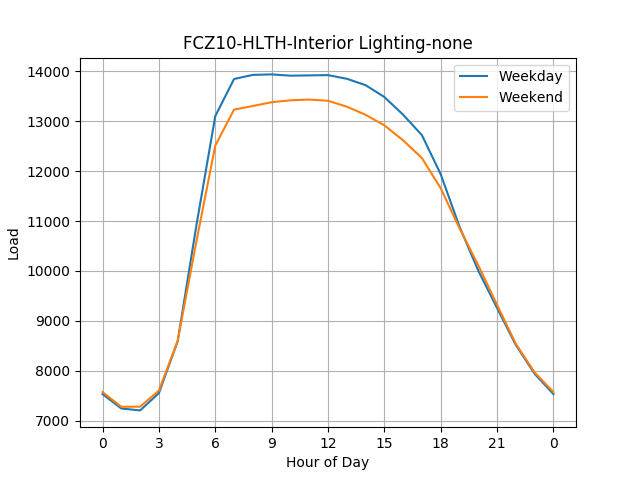 FCZ10-HLTH-Interior Lighting-none
Weekday
Weekend
Load
14000
13000
12000
11000
10000
9000
8000
7000
0 3 6 9 12 15 18 21 0
Hour of Day